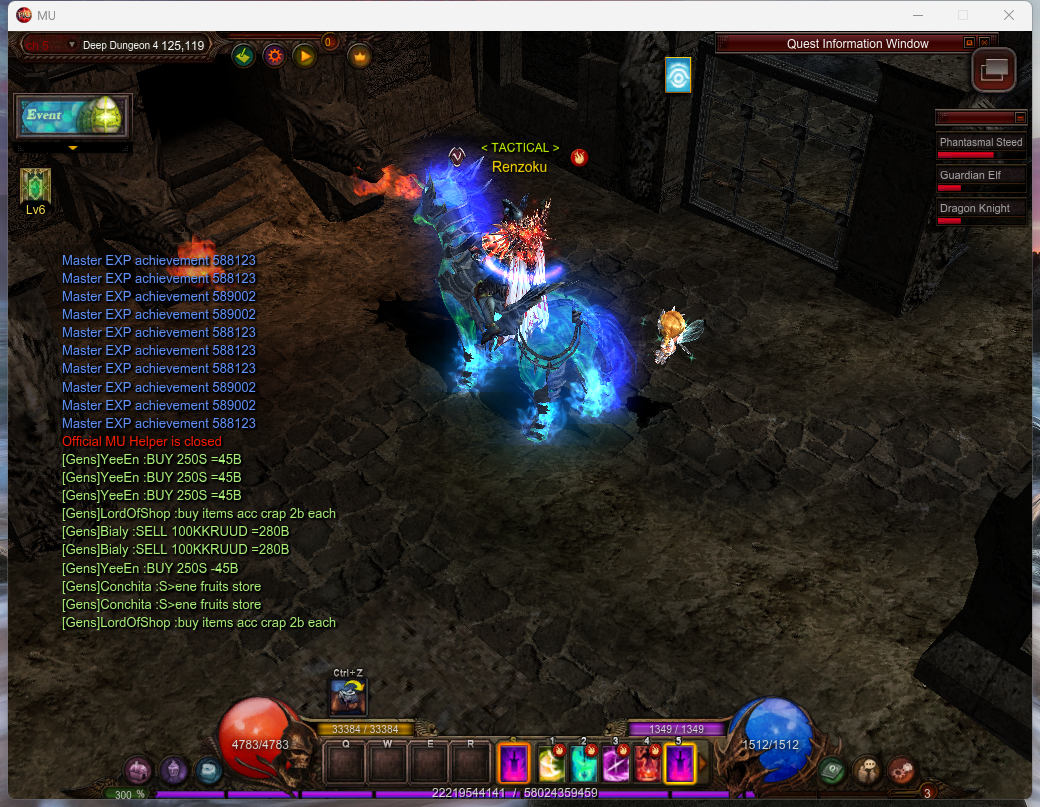 MU
Deep Dungeon 4 125,119
0
Quest Information Window
Event
Lv6
< TACTICAL >
Renzoku
Phantasmal Steed
Guardian Elf
Dragon Knight
Master EXP achievement 588123
Master EXP achievement 588123
Master EXP achievement 589002
Master EXP achievement 589002
Master EXP achievement 588123
Master EXP achievement 588123
Master EXP achievement 588123
Master EXP achievement 589002
Master EXP achievement 589002
Master EXP achievement 588123
Official MU Helper is closed
[Gens]YeeEn :BUY 250S =45B
[Gens]YeeEn :BUY 250S =45B
[Gens]YeeEn :BUY 250S =45B
[Gens]LordOfShop :buy items acc crap 2b each
[Gens]Bialy :SELL 100KKRUUD =280B
[Gens]Bialy :SELL 100KKRUUD =280B
[Gens]YeeEn :BUY 250S -45B
[Gens]Conchita :S>ene fruits store
[Gens]Conchita :S>ene fruits store
[Gens]LordOfShop :buy items acc crap 2b each
Ctrl+Z
33384 / 33384
1349 / 1349
4783/4783
Q W E R
1 2 3 4 5
1512/1512
300 %
22219544141 / 58024359459
3